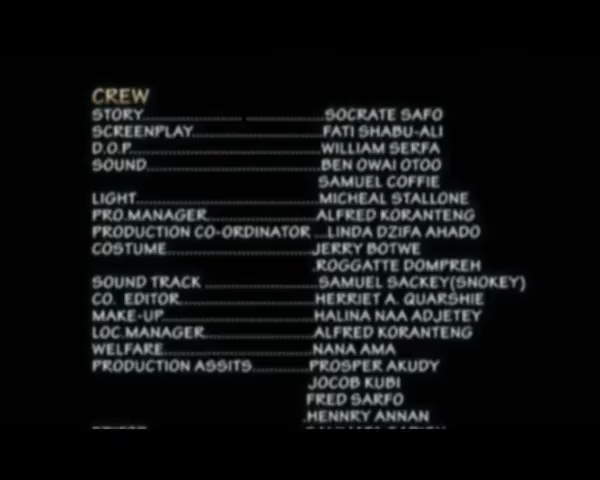 CREW
STORY.......................................SOCRATE SAFO
SCREENPLAY............................FATI SHABU-ALI
D.O.P.........................................WILLIAM SERFA
SOUND.....................................BEN OWAI OTOO
SAMUEL COFFIE
LIGHT.......................................MICHEAL STALLONE
PRO.MANAGER.......................ALFRED KORANTENG
PRODUCTION CO-ORDINATOR ...LINDA DZIFA AHADO
COSTUME...............................JERRY BOTWE
.ROGGATTE DOMPREH
SOUND TRACK ........................SAMUEL SACKEY(SNOKEY)
CO. EDITOR.............................HERRIET A. QUARSHIE
MAKE-UP.................................HALINA NAA ADJETEY
LOC.MANAGER.......................ALFRED KORANTENG
WELFARE................................NANA AMA
PRODUCTION ASSITS............PROSPER AKUDY
JOCOB KUBI
FRED SARFO
.HENNRY ANNAN